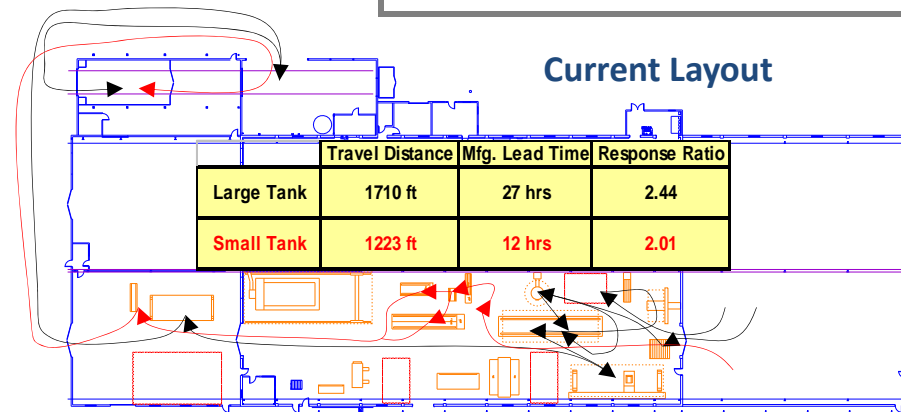 Current Layout
Travel Distance Mfg. Lead Time Response Ratio
Large Tank 1710 ft 27 hrs 2.44
Small Tank 1223 ft 12 hrs 2.01